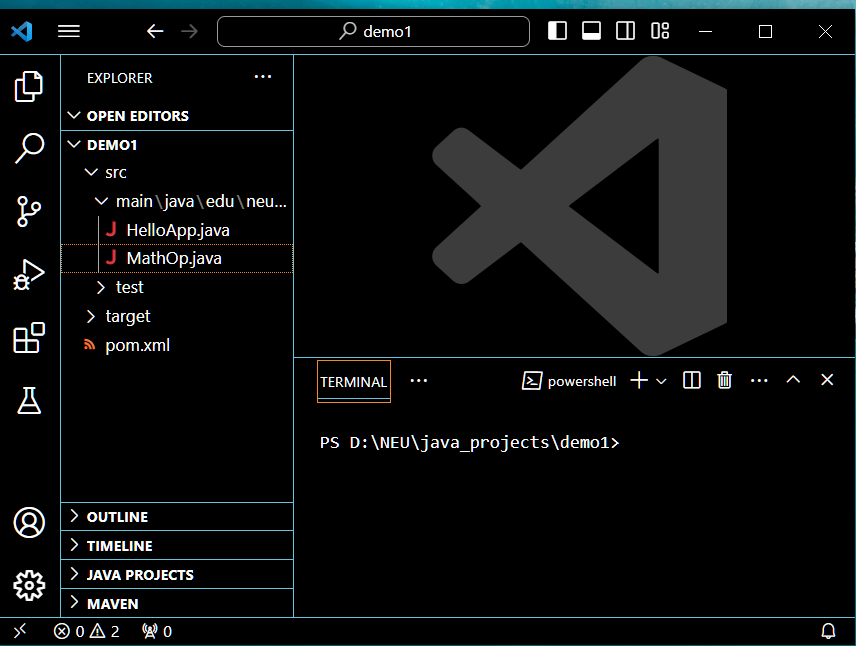 demo1
EXPLORER
OPEN EDITORS
DEMO1
src
main\java\edu\neu...
J HelloApp.java
J MathOp.java
test
target
pom.xml
OUTLINE
TIMELINE
JAVA PROJECTS
MAVEN
TERMINAL
powershell
PS D:\NEU\java_projects\demo1>
0 2 0